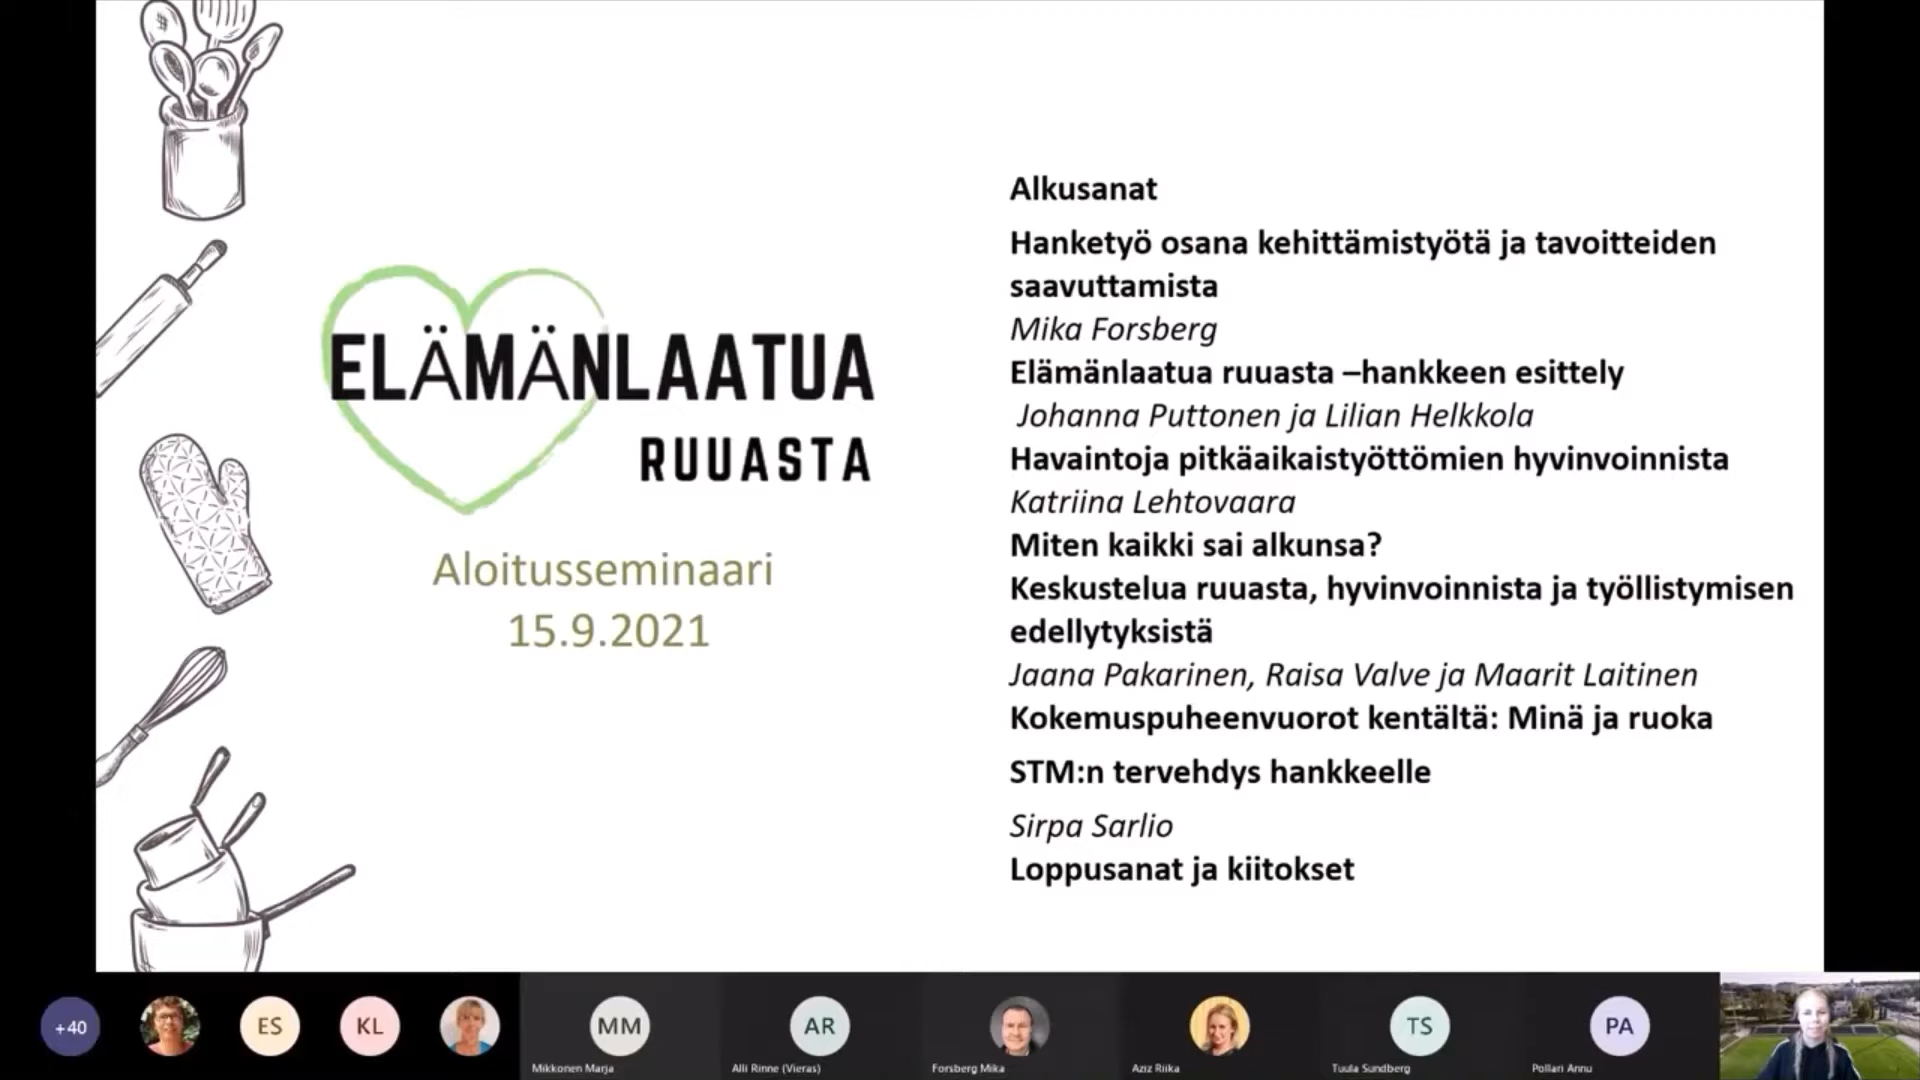 ELÄMÄNLAATUA
RUUASTA
Aloitusseminaari
15.9.2021
Alkusanat
Hanketyö osana kehittämistyötä ja tavoitteiden
saavuttamista
Mika Forsberg
Elämänlaatua ruuasta –hankkeen esittely
Johanna Puttonen ja Lilian Helkkola
Havaintoja pitkäaikaistyöttömien hyvinvoinnista
Katriina Lehtovaara
Miten kaikki sai alkunsa?
Keskustelua ruuasta, hyvinvoinnista ja työllistymisen
edellytyksistä
Jaana Pakarinen, Raisa Valve ja Maarit Laitinen
Kokemuspuheenvuorot kentältä: Minä ja ruoka
STM:n tervehdys hankkeelle
Sirpa Sarlio
Loppusanat ja kiitokset
+40
ES
KL
MM
AR
TS
PA
Mikkonen Marja
Alli Rinne (Vieras)
Forsberg Mika
Aziz Riika
Tuula Sundberg
Pollari Annu